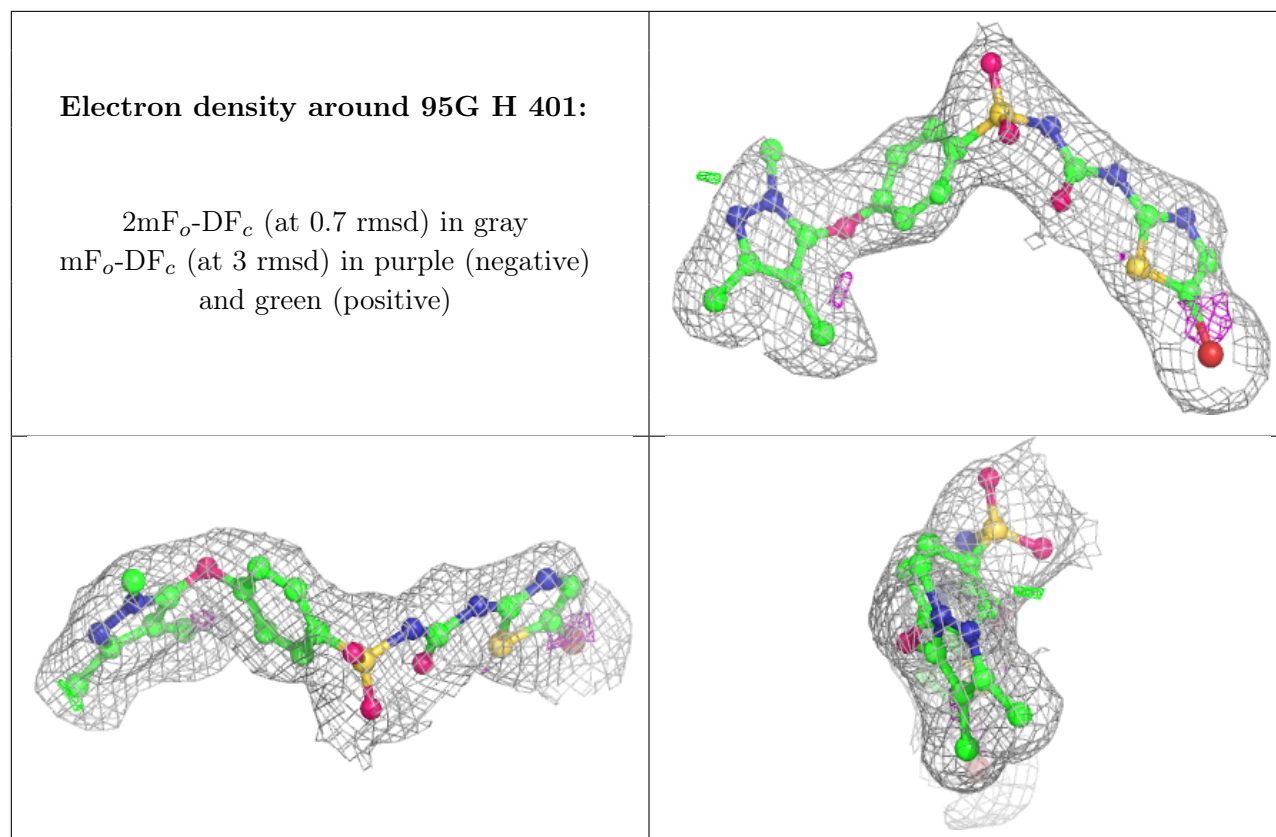 Electron density around 95G H 401:
2mFₒ-DF𝒸 (at 0.7 rmsd) in gray
mFₒ-DF𝒸 (at 3 rmsd) in purple (negative)
and green (positive)